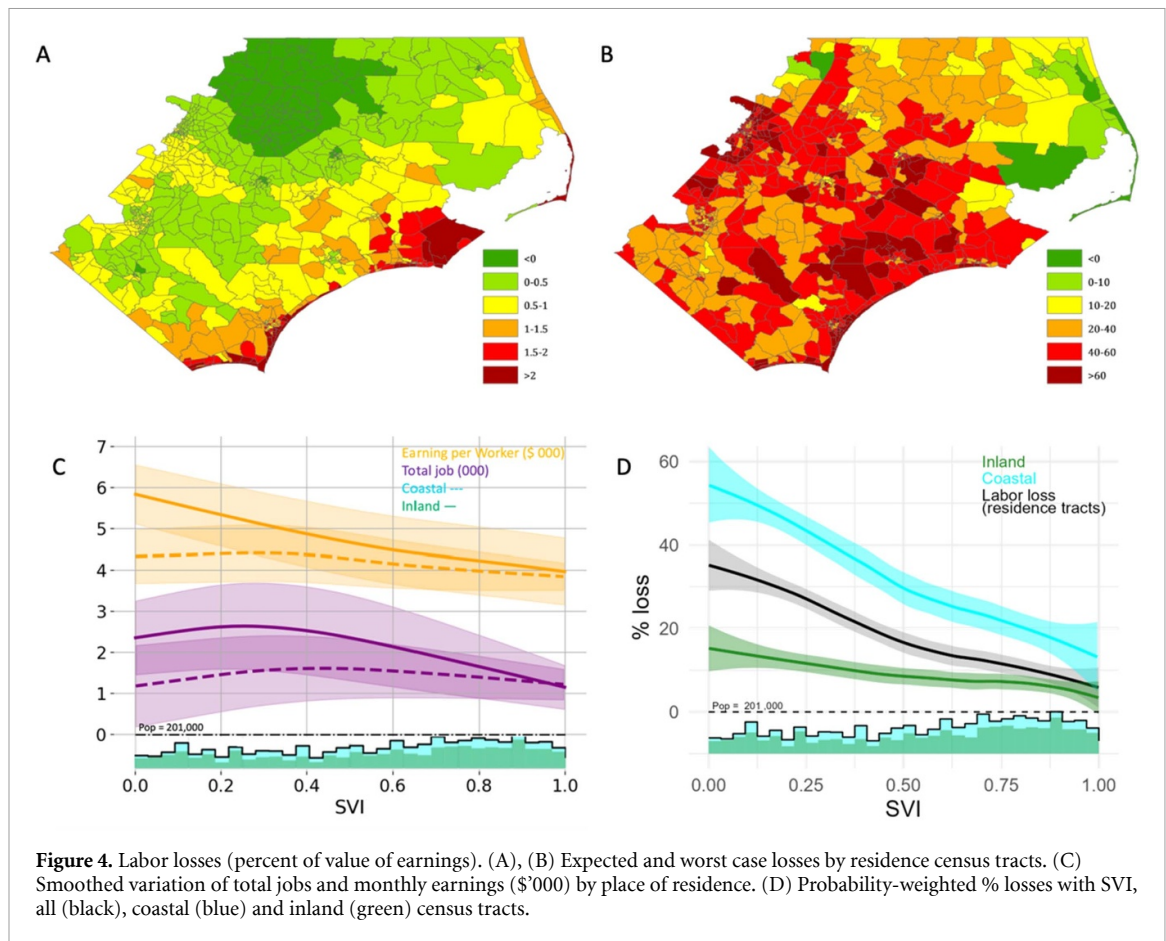 A
B
<0
0-0.5
0.5-1
1-1.5
1.5-2
>2
<0
0-10
10-20
20-40
40-60
>60
C
7
6
5
4
3
2
1
0
Earning per Worker ($ 000)
Total job (000)
Coastal ---
Inland —
Pop = 201,000
0.0 0.2 0.4 0.6 0.8 1.0
SVI
D
60
40
20
0
% loss
Inland
Coastal
Labor loss
(residence tracts)
Pop = 201,000
0.00 0.25 0.50 0.75 1.00
SVI
Figure 4. Labor losses (percent of value of earnings). (A), (B) Expected and worst case losses by residence census tracts. (C)
Smoothed variation of total jobs and monthly earnings ($'000) by place of residence. (D) Probability-weighted % losses with SVI,
all (black), coastal (blue) and inland (green) census tracts.